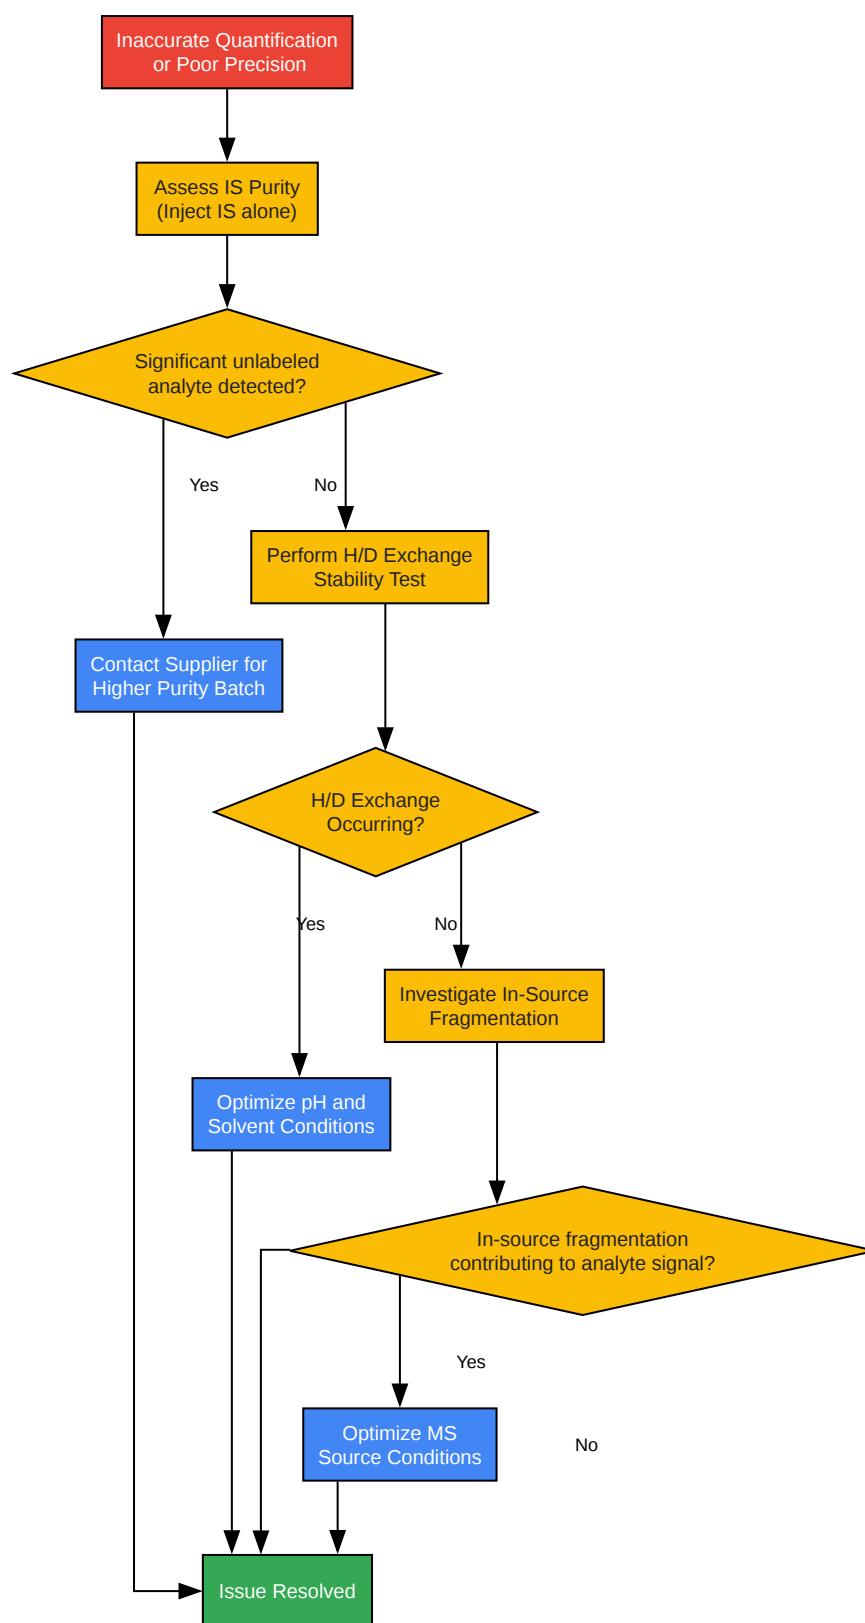 Inaccurate Quantification
or Poor Precision
Assess IS Purity
(Inject IS alone)
Significant unlabeled
analyte detected?
Yes
No
Perform H/D Exchange
Stability Test
Contact Supplier for
Higher Purity Batch
H/D Exchange
Occurring?
Yes
No
Investigate In-Source
Fragmentation
Optimize pH and
Solvent Conditions
In-source fragmentation
contributing to analyte signal?
Yes
Optimize MS
Source Conditions
No
Issue Resolved